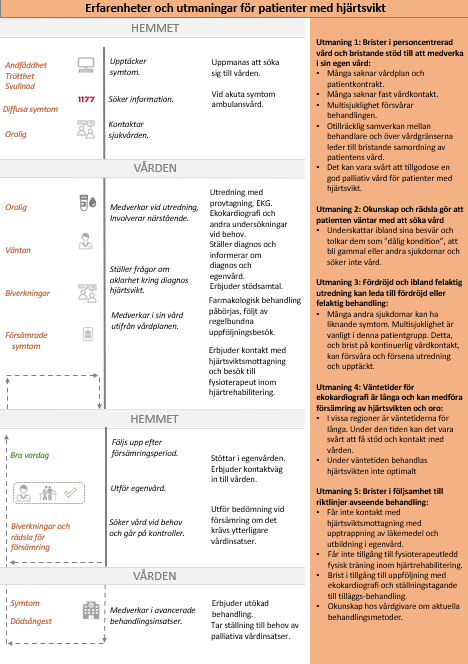 Erfarenheter och utmaningar för patienter med hjärtsvikt
HEMMET
Andfåddhet
Trötthet
Svullnad
Diffusa symtom
Orolig
1177
Upptäcker
symtom.
Söker information.
Kontaktar
sjukvården.
Uppmanas att söka
sig till vården.
Vid akuta symtom
ambulansvård.
VÅRDEN
Orolig
Väntan
Biverkningar
Försämrade
symtom
Medverkar vid utredning,
Involverar närstående.
Ställer frågor om
oklarhet kring diagnos
hjärtsvikt.
Medverkar i sin vård
utifrån vårdplanen.
Utredning med
provtagning, EKG.
Ekokardiografi och
andra undersökningar
vid behov.
Ställer diagnos och
informerar om
diagnos och
egenvård.
Erbjuder stödsamtal.
Farmakologisk behandling
påbörjas, följt av
regelbundna
uppföljningsbesök.
Erbjuder kontakt med
hjärtsviktsmottagning
och besök till
fysioterapeut inom
hjärtrehabilitering.
HEMMET
Bra vardag
Biverkningar och
rädsla för
försämring
Följs upp efter
försämringsperiod.
Utför egenvård.
Söker vård vid behov
och går på kontroller.
Stöttar i egenvården.
Erbjuder kontaktväg
in till vården.
Utför bedömning vid
försämring om det
krävs ytterligare
vårdinsatser.
VÅRDEN
Symtom
Dödsångest
Medverkar i avancerade
behandlingsinsatser.
Erbjuder utökad
behandling.
Tar ställning till behov av
palliativa vårdinsatser.
Utmaning 1: Brister i personcentrerad
vård och bristande stöd till att medverka
i sin egen vård:
• Många saknar vårdplan och
patientkontrakt.
• Många saknar fast vårdkontakt.
• Multisjuklighet försvårar
behandlingen.
• Otillräcklig samverkan mellan
behandlare och över vårdgränserna
leder till bristande samordning av
patientens vård.
• Det kan vara svårt att tillgodose en
god palliativ vård för patienter med
hjärtsvikt.
Utmaning 2: Okunskap och rädsla gör att
patienten väntar med att söka vård
• Underskattar ibland sina besvär och
tolkar dem som "dålig kondition”, att
bli gammal eller andra sjukdomar och
söker inte vård.
Utmaning 3: Fördröjd och ibland felaktig
utredning kan leda till fördröjd eller
felaktig behandling:
• Många andra sjukdomar kan ha
liknande symtom. Multisjuklighet är
vanligt i denna patientgrupp. Detta,
och brist på kontinuerlig vårdkontakt,
kan försvåra och försena utredning
och upptäckt.
Utmaning 4: Väntetider för
ekokardiografi är långa och kan medföra
försämring av hjärtsvikten och oro:
• I vissa regioner är väntetiderna för
långa. Under den tiden kan det vara
svårt att få stöd och kontakt med
vården.
• Under väntetiden behandlas
hjärtsvikten inte optimalt
Utmaning 5: Brister i följsamhet till
riktlinjer avseende behandling:
• Får inte kontakt med
hjärtsviktsmottagning med
upptrappning av läkemedel och
utbildning i egenvård.
• Får inte tillgång till fysioterapeutledd
fysisk träning inom hjärtrehabilitering.
• Brist i tillgång till uppföljning med
ekokardiografi och ställningstagande
till tilläggs-behandling.
• Okunskap hos vårdgivare om aktuella
behandlingsmetoder.